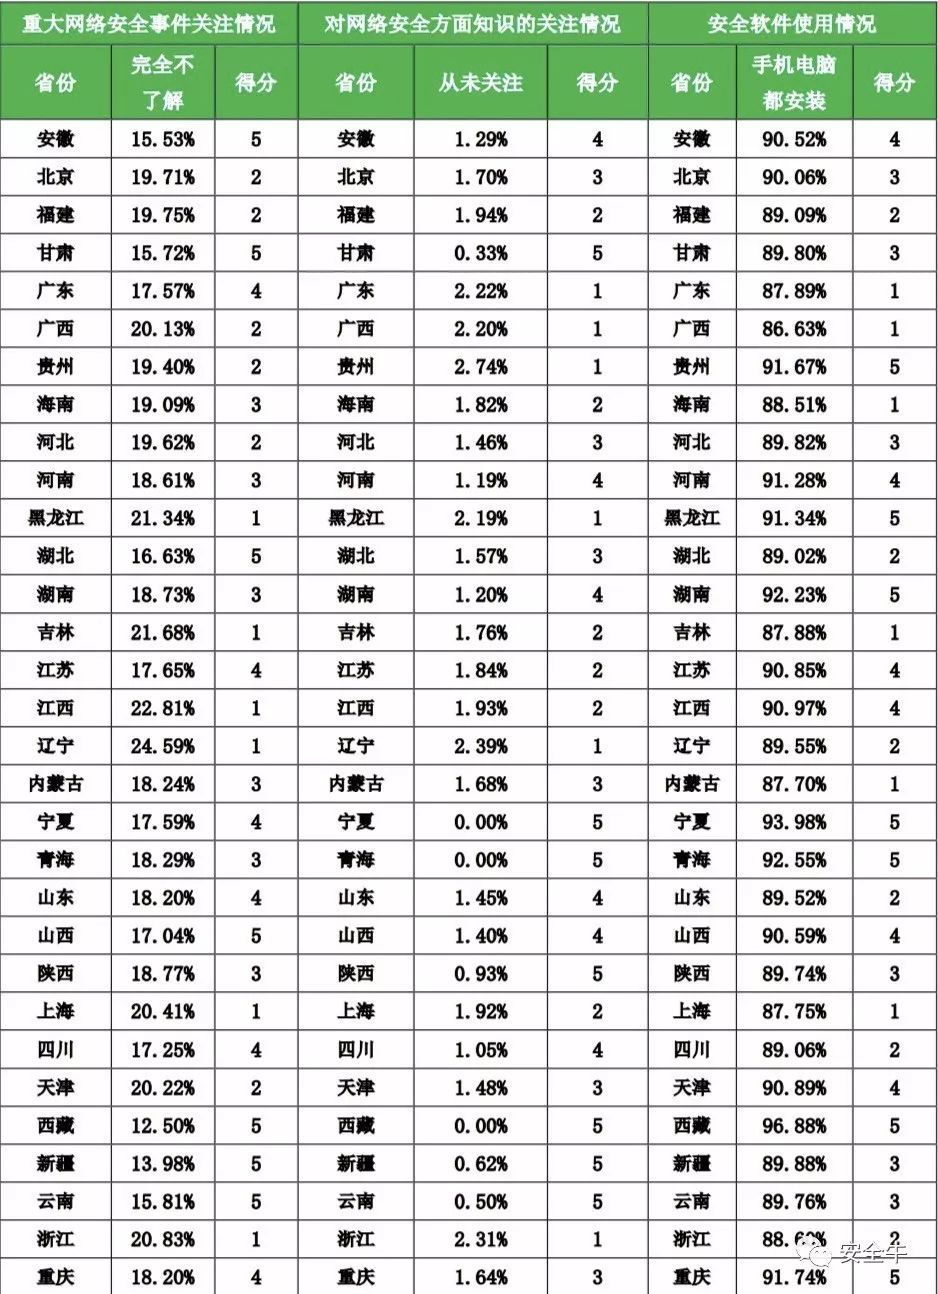 重大网络安全事件关注情况 对网络安全方面知识的关注情况 安全软件使用情况
省份 完全不了解 得分 省份 从未关注 得分 省份 手机电脑都安装 得分
安徽 15.53% 5 安徽 1.29% 4 安徽 90.52% 4
北京 19.71% 2 北京 1.70% 3 北京 90.06% 3
福建 19.75% 2 福建 1.94% 2 福建 89.09% 2
甘肃 15.72% 5 甘肃 0.33% 5 甘肃 89.80% 3
广东 17.57% 4 广东 2.22% 1 广东 87.89% 1
广西 20.13% 2 广西 2.20% 1 广西 86.63% 1
贵州 19.40% 2 贵州 2.74% 1 贵州 91.67% 5
海南 19.09% 3 海南 1.82% 2 海南 88.51% 1
河北 19.62% 2 河北 1.46% 3 河北 89.82% 3
河南 18.61% 3 河南 1.19% 4 河南 91.28% 4
黑龙江 21.34% 1 黑龙江 2.19% 1 黑龙江 91.34% 5
湖北 16.63% 5 湖北 1.57% 3 湖北 89.02% 2
湖南 18.73% 3 湖南 1.20% 4 湖南 92.23% 5
吉林 21.68% 1 吉林 1.76% 2 吉林 87.88% 1
江苏 17.65% 4 江苏 1.84% 2 江苏 90.85% 4
江西 22.81% 1 江西 1.93% 2 江西 90.97% 4
辽宁 24.59% 1 辽宁 2.39% 1 辽宁 89.55% 2
内蒙古 18.24% 3 内蒙古 1.68% 3 内蒙古 87.70% 1
宁夏 17.59% 4 宁夏 0.00% 5 宁夏 93.98% 5
青海 18.29% 3 青海 0.00% 5 青海 92.55% 5
山东 18.20% 4 山东 1.45% 4 山东 89.52% 2
山西 17.04% 5 山西 1.40% 4 山西 90.59% 4
陕西 18.77% 3 陕西 0.93% 5 陕西 89.74% 3
上海 20.41% 1 上海 1.92% 2 上海 87.75% 1
四川 17.25% 4 四川 1.05% 4 四川 89.06% 2
天津 20.22% 2 天津 1.48% 3 天津 90.89% 4
西藏 12.50% 5 西藏 0.00% 5 西藏 96.88% 5
新疆 13.98% 5 新疆 0.62% 5 新疆 89.88% 3
云南 15.81% 5 云南 0.50% 5 云南 89.76% 3
浙江 20.83% 1 浙江 2.31% 1 浙江 2
安全牛
重庆 18.20% 4 重庆 1.64% 3 重庆 91.74% 5